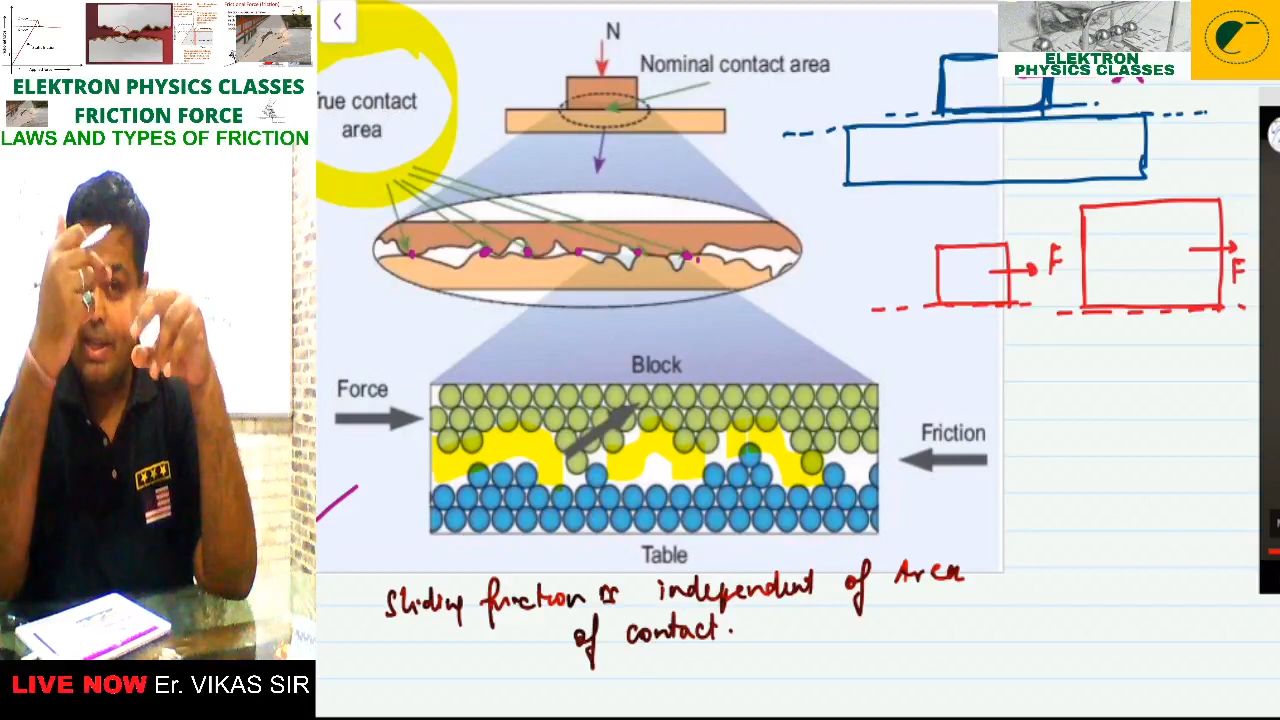 ELEKTRON PHYSICS CLASSES
FRICTION FORCE
LAWS AND TYPES OF FRICTION
N
Nominal contact area
True contact
area
ELEKTRON
PHYSICS CLASSES
F
F
Block
Force
Friction
Table
Sliding friction is independent of Area
of contact.
LIVE NOW Er. VIKAS SIR